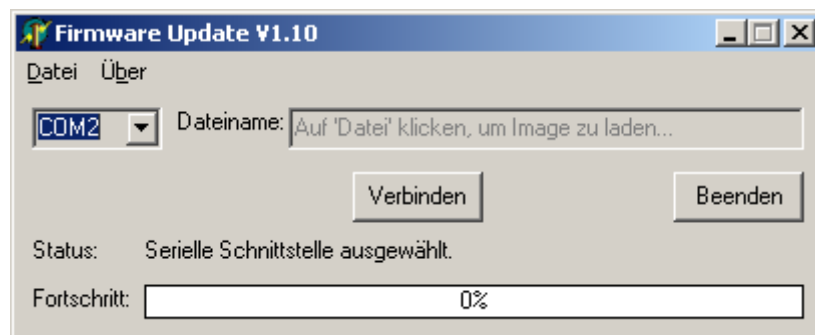 Firmware Update V1.10
Datei Über
COM2 Dateiname: Auf 'Datei' klicken, um Image zu laden...
Verbinden Beenden
Status: Serielle Schnittstelle ausgewählt.
Fortschritt: 0%